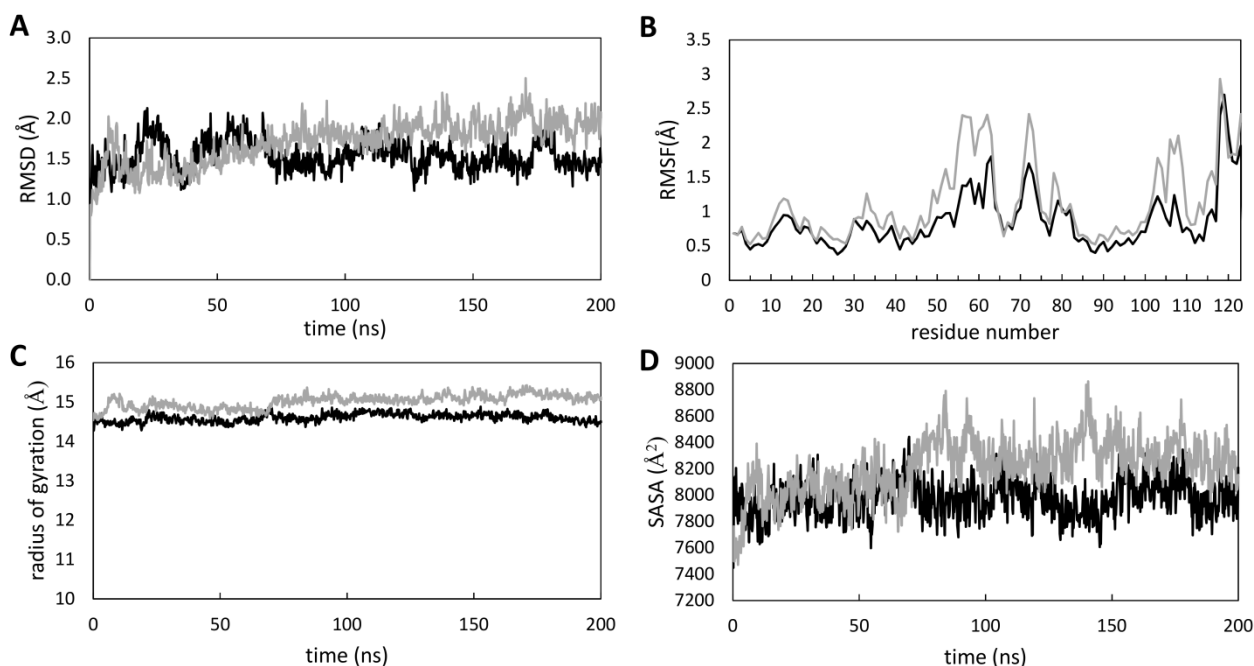 A
RMSD (Å)
3.0
2.5
2.0
1.5
1.0
0.5
0.0
0 50 100 150 200
time (ns)
B
RMSF(Å)
3.5
3
2.5
2
1.5
1
0.5
0
0 10 20 30 40 50 60 70 80 90 100 110 120
residue number
C
radius of gyration (Å)
16
15
14
13
12
11
10
0 50 100 150 200
time (ns)
D
SASA (Å²)
9000
8800
8600
8400
8200
8000
7800
7600
7400
7200
0 50 100 150 200
time (ns)